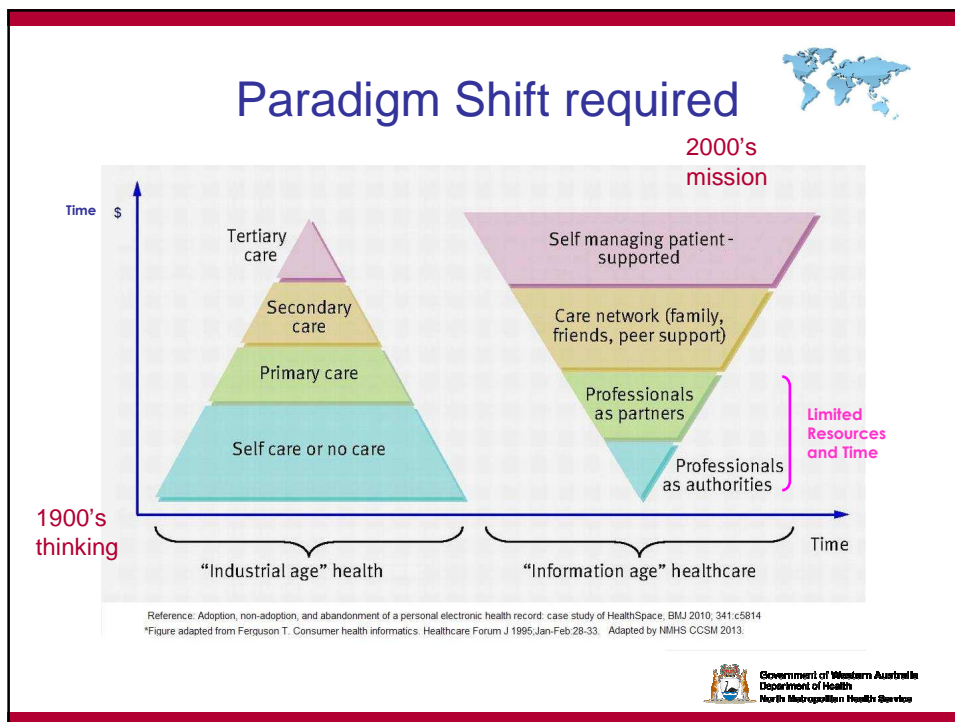 Paradigm Shift required
2000's
mission
Time $
Tertiary
care
Secondary
care
Primary care
Self care or no care
Self managing patient -
supported
Care network (family,
friends, peer support)
Professionals
as partners
Professionals
as authorities
Limited
Resources
and Time
1900's
thinking
Time
"Industrial age" health
"Information age" healthcare
Reference: Adoption, non-adoption, and abandonment of a personal electronic health record: case study of HealthSpace, BMJ 2010; 341:c5814
*Figure adapted from Ferguson T. Consumer health informatics. Healthcare Forum J 1995;Jan-Feb:28-33. Adapted by NMHS CCSM 2013.
Government of Western Australia
Department of Health
North Metropolitan Health Service